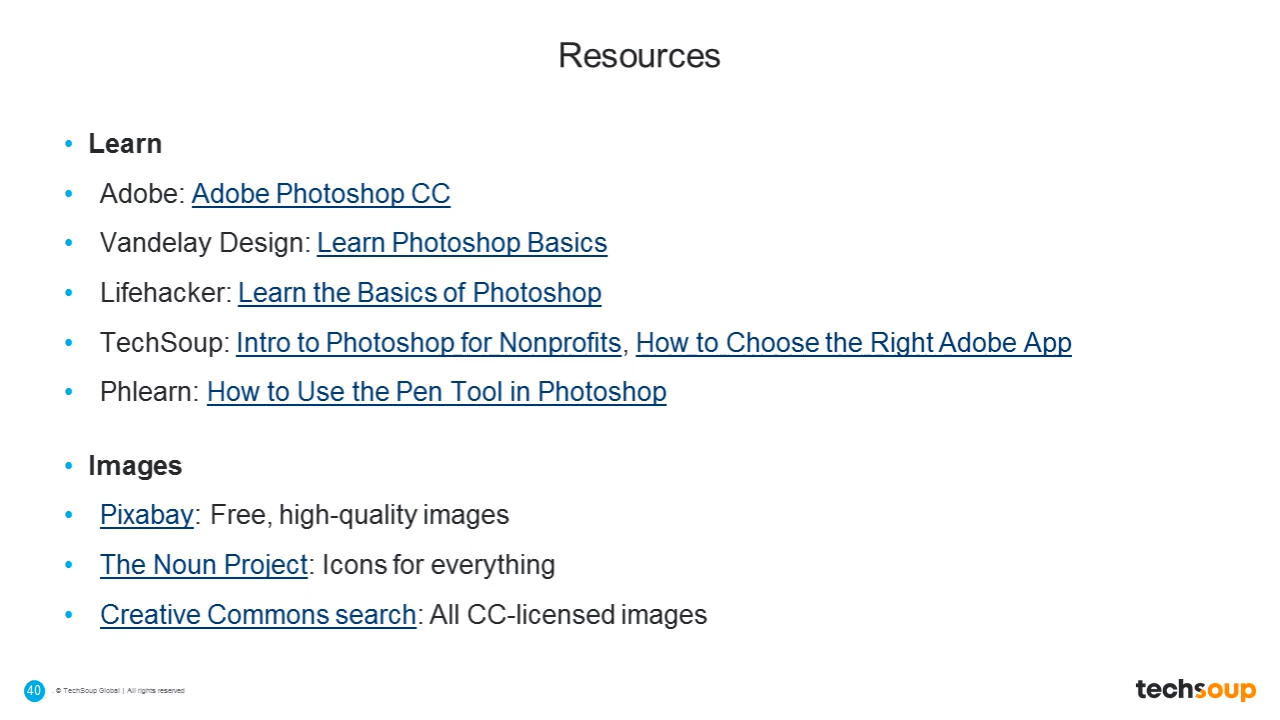 Resources
• Learn
• Adobe: Adobe Photoshop CC
• Vandelay Design: Learn Photoshop Basics
• Lifehacker: Learn the Basics of Photoshop
• TechSoup: Intro to Photoshop for Nonprofits, How to Choose the Right Adobe App
• Phlearn: How to Use the Pen Tool in Photoshop
• Images
• Pixabay: Free, high-quality images
• The Noun Project: Icons for everything
• Creative Commons search: All CC-licensed images
40 . © TechSoup Global | All rights reserved
techsoup